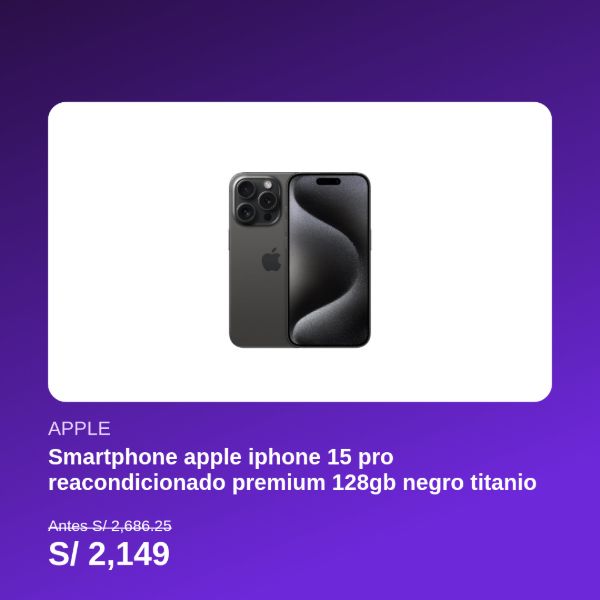 APPLE
Smartphone apple iphone 15 pro
reacondicionado premium 128gb negro titanio
Antes S/ 2,686.25
S/ 2,149